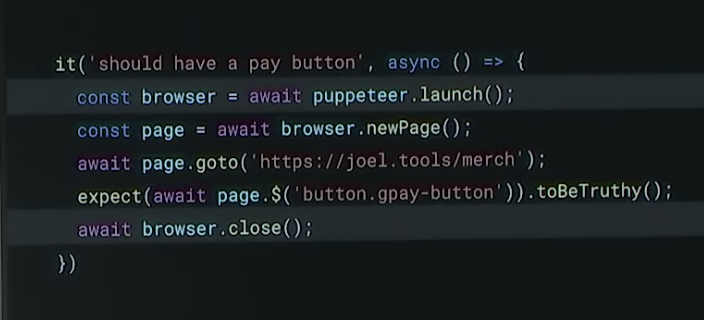 it('should have a pay button', async () => {
const browser = await puppeteer.launch();
const page = await browser.newPage();
await page.goto('https://joel.tools/merch');
expect(await page.$('button.gpay-button')).toBeTruthy();
await browser.close();
})